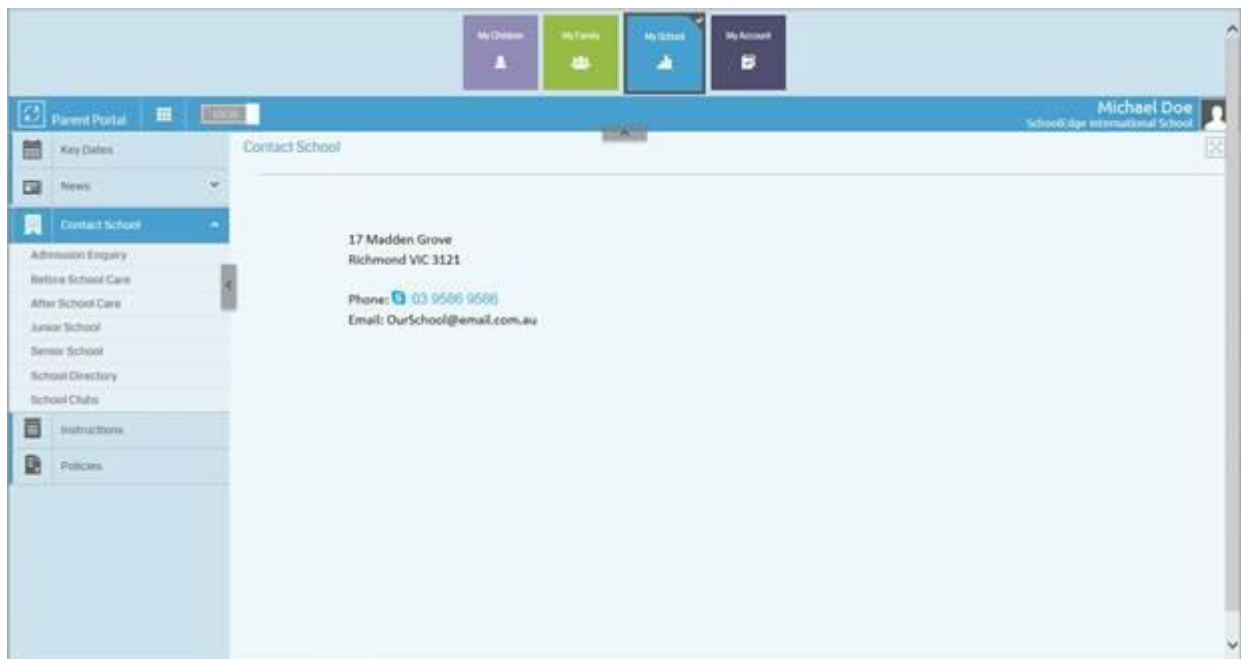 My Children
My Family
My School
My Account
Parent Portal
Michael Doe
SchoolEdge International School
Key Dates
Contact School
News
Contact School
Admission Enquiry
Before School Care
After School Care
Junior School
Senior School
School Directory
School Clubs
Instructions
Policies
17 Madden Grove
Richmond VIC 3121
Phone: 03 9586 9586
Email: OurSchool@email.com.au